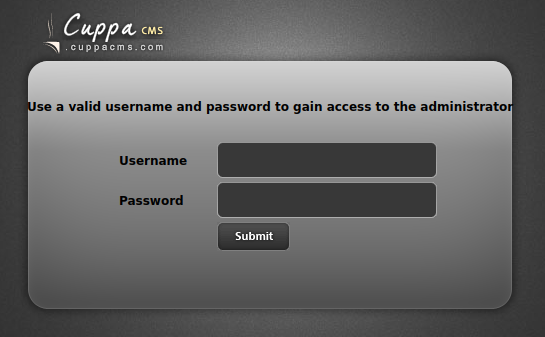 Cuppa CMS
.cuppacms.com
Use a valid username and password to gain access to the administrator
Username
Password
Submit